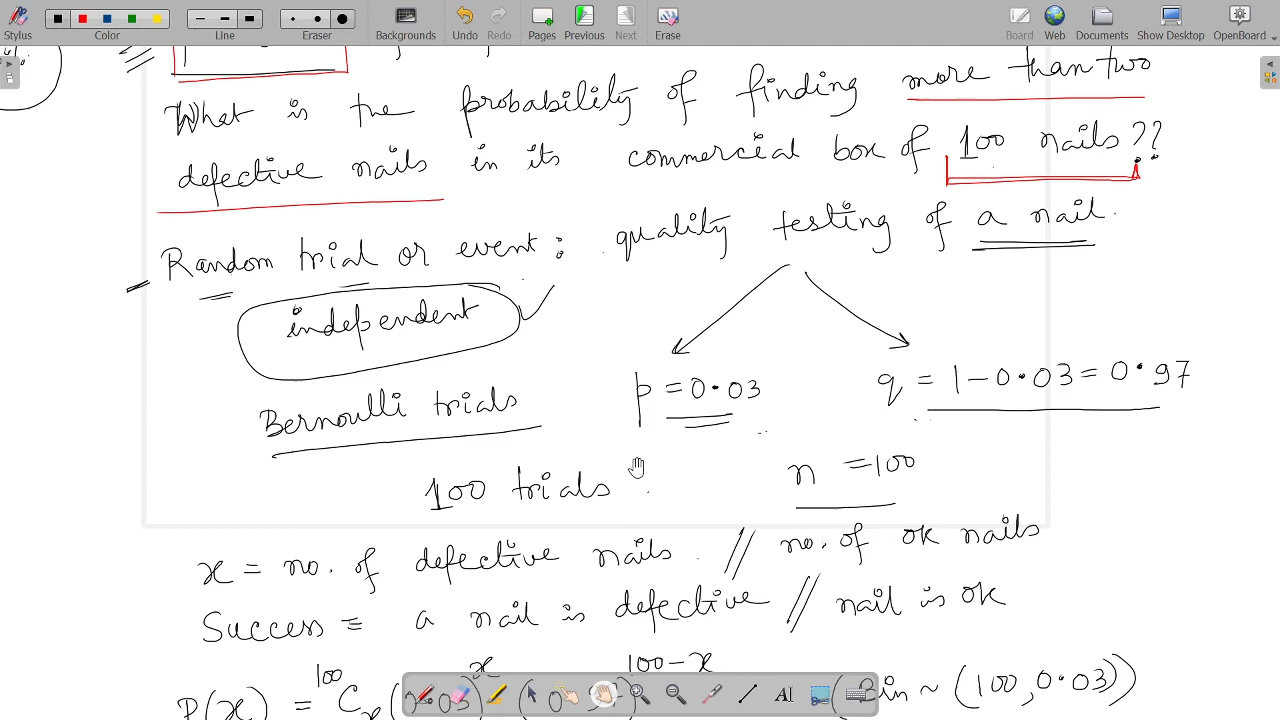 Stylus Color Line Eraser Backgrounds Undo Redo Pages Previous Next Erase Board Web Documents Show Desktop OpenBoard
What is the probability of finding more than two
defective nails in its commercial box of 100 nails??
Random trial or event: quality testing of a nail.
independent
p = 0.03 q = 1-0.03 = 0.97
Bernoulli trials
100 trials n = 100
x = no. of defective nails. // no. of ok nails
Success = a nail is defective // nail is ok
P(x) = 100Cx (0.03)x 100-x (Bin ~ (100, 0.03))